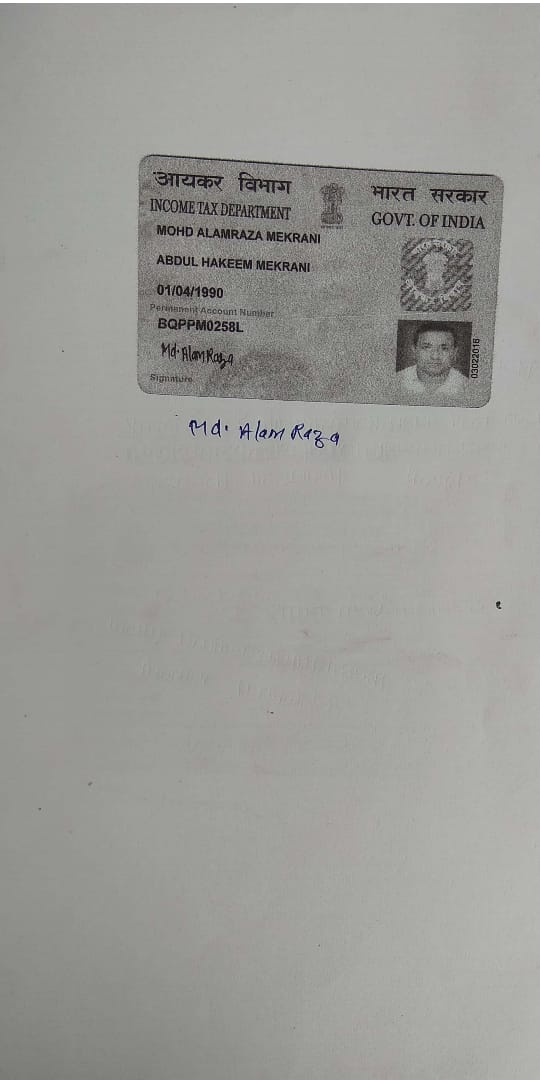 आयकर विभाग
INCOME TAX DEPARTMENT
भारत सरकार
GOVT. OF INDIA
MOHD ALAMRAZA MEKRANI
ABDUL HAKEEM MEKRANI
01/04/1990
Permanent Account Number
BQPPM0258L
Md. Alam Raza
Signature
03022016
Md. Alam Raza